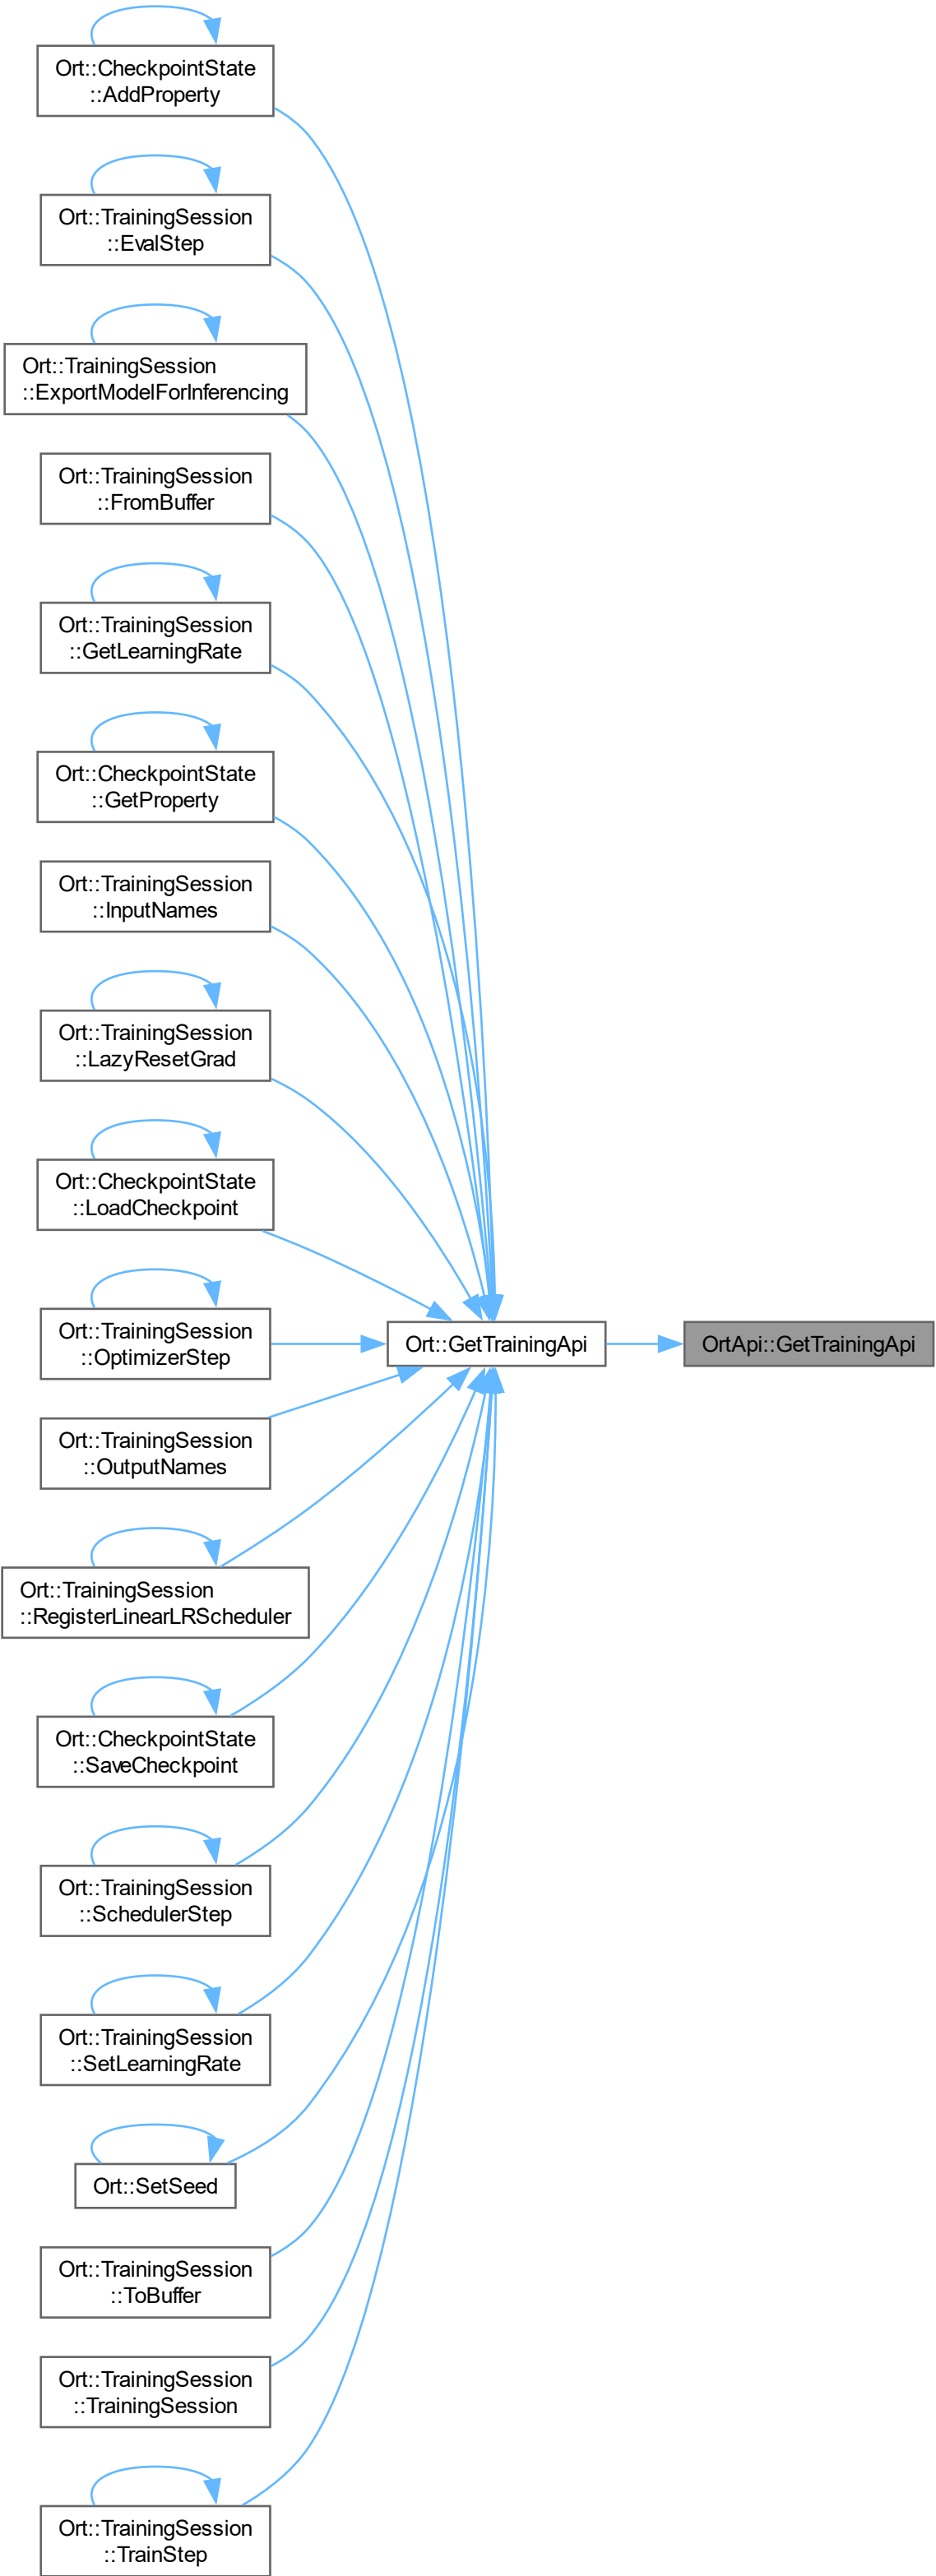 Ort::CheckpointState
::AddProperty
Ort::TrainingSession
::EvalStep
Ort::TrainingSession
::ExportModelForInferencing
Ort::TrainingSession
::FromBuffer
Ort::TrainingSession
::GetLearningRate
Ort::CheckpointState
::GetProperty
Ort::TrainingSession
::InputNames
Ort::TrainingSession
::LazyResetGrad
Ort::CheckpointState
::LoadCheckpoint
Ort::TrainingSession
::OptimizerStep
Ort::GetTrainingApi
OrtApi::GetTrainingApi
Ort::TrainingSession
::OutputNames
Ort::TrainingSession
::RegisterLinearLRScheduler
Ort::CheckpointState
::SaveCheckpoint
Ort::TrainingSession
::SchedulerStep
Ort::TrainingSession
::SetLearningRate
Ort::SetSeed
Ort::TrainingSession
::ToBuffer
Ort::TrainingSession
::TrainingSession
Ort::TrainingSession
::TrainStep